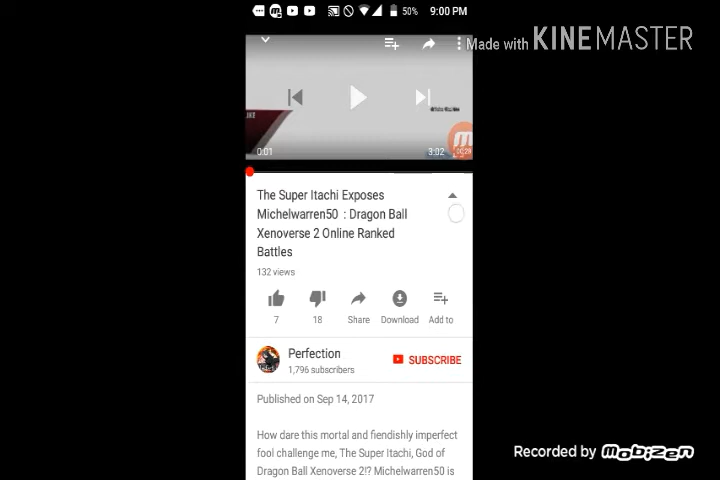 50% 9:00 PM
Made with KINEMASTER
0:01 3:02
The Super Itachi Exposes
Michelwarren50 : Dragon Ball
Xenoverse 2 Online Ranked
Battles
132 views
7 18 Share Download Add to
Perfection
1,796 subscribers
SUBSCRIBE
Published on Sep 14, 2017
How dare this mortal and fiendishly imperfect
fool challenge me, The Super Itachi, God of
Dragon Ball Xenoverse 2!? Michelwarren50 is
Recorded by mobizen